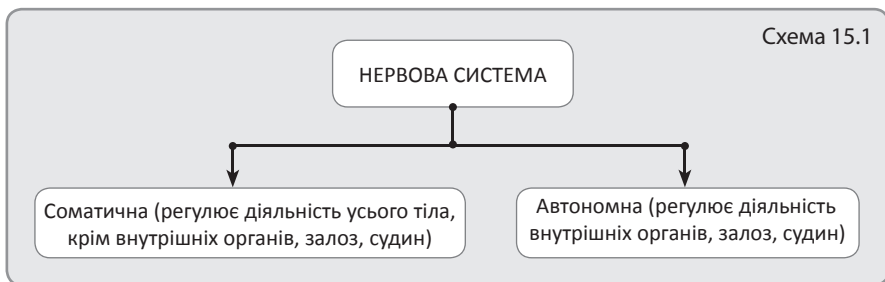 Схема 15.1
НЕРВОВА СИСТЕМА
Соматична (регулює діяльність усього тіла,
крім внутрішніх органів, залоз, судин)
Автономна (регулює діяльність
внутрішніх органів, залоз, судин)